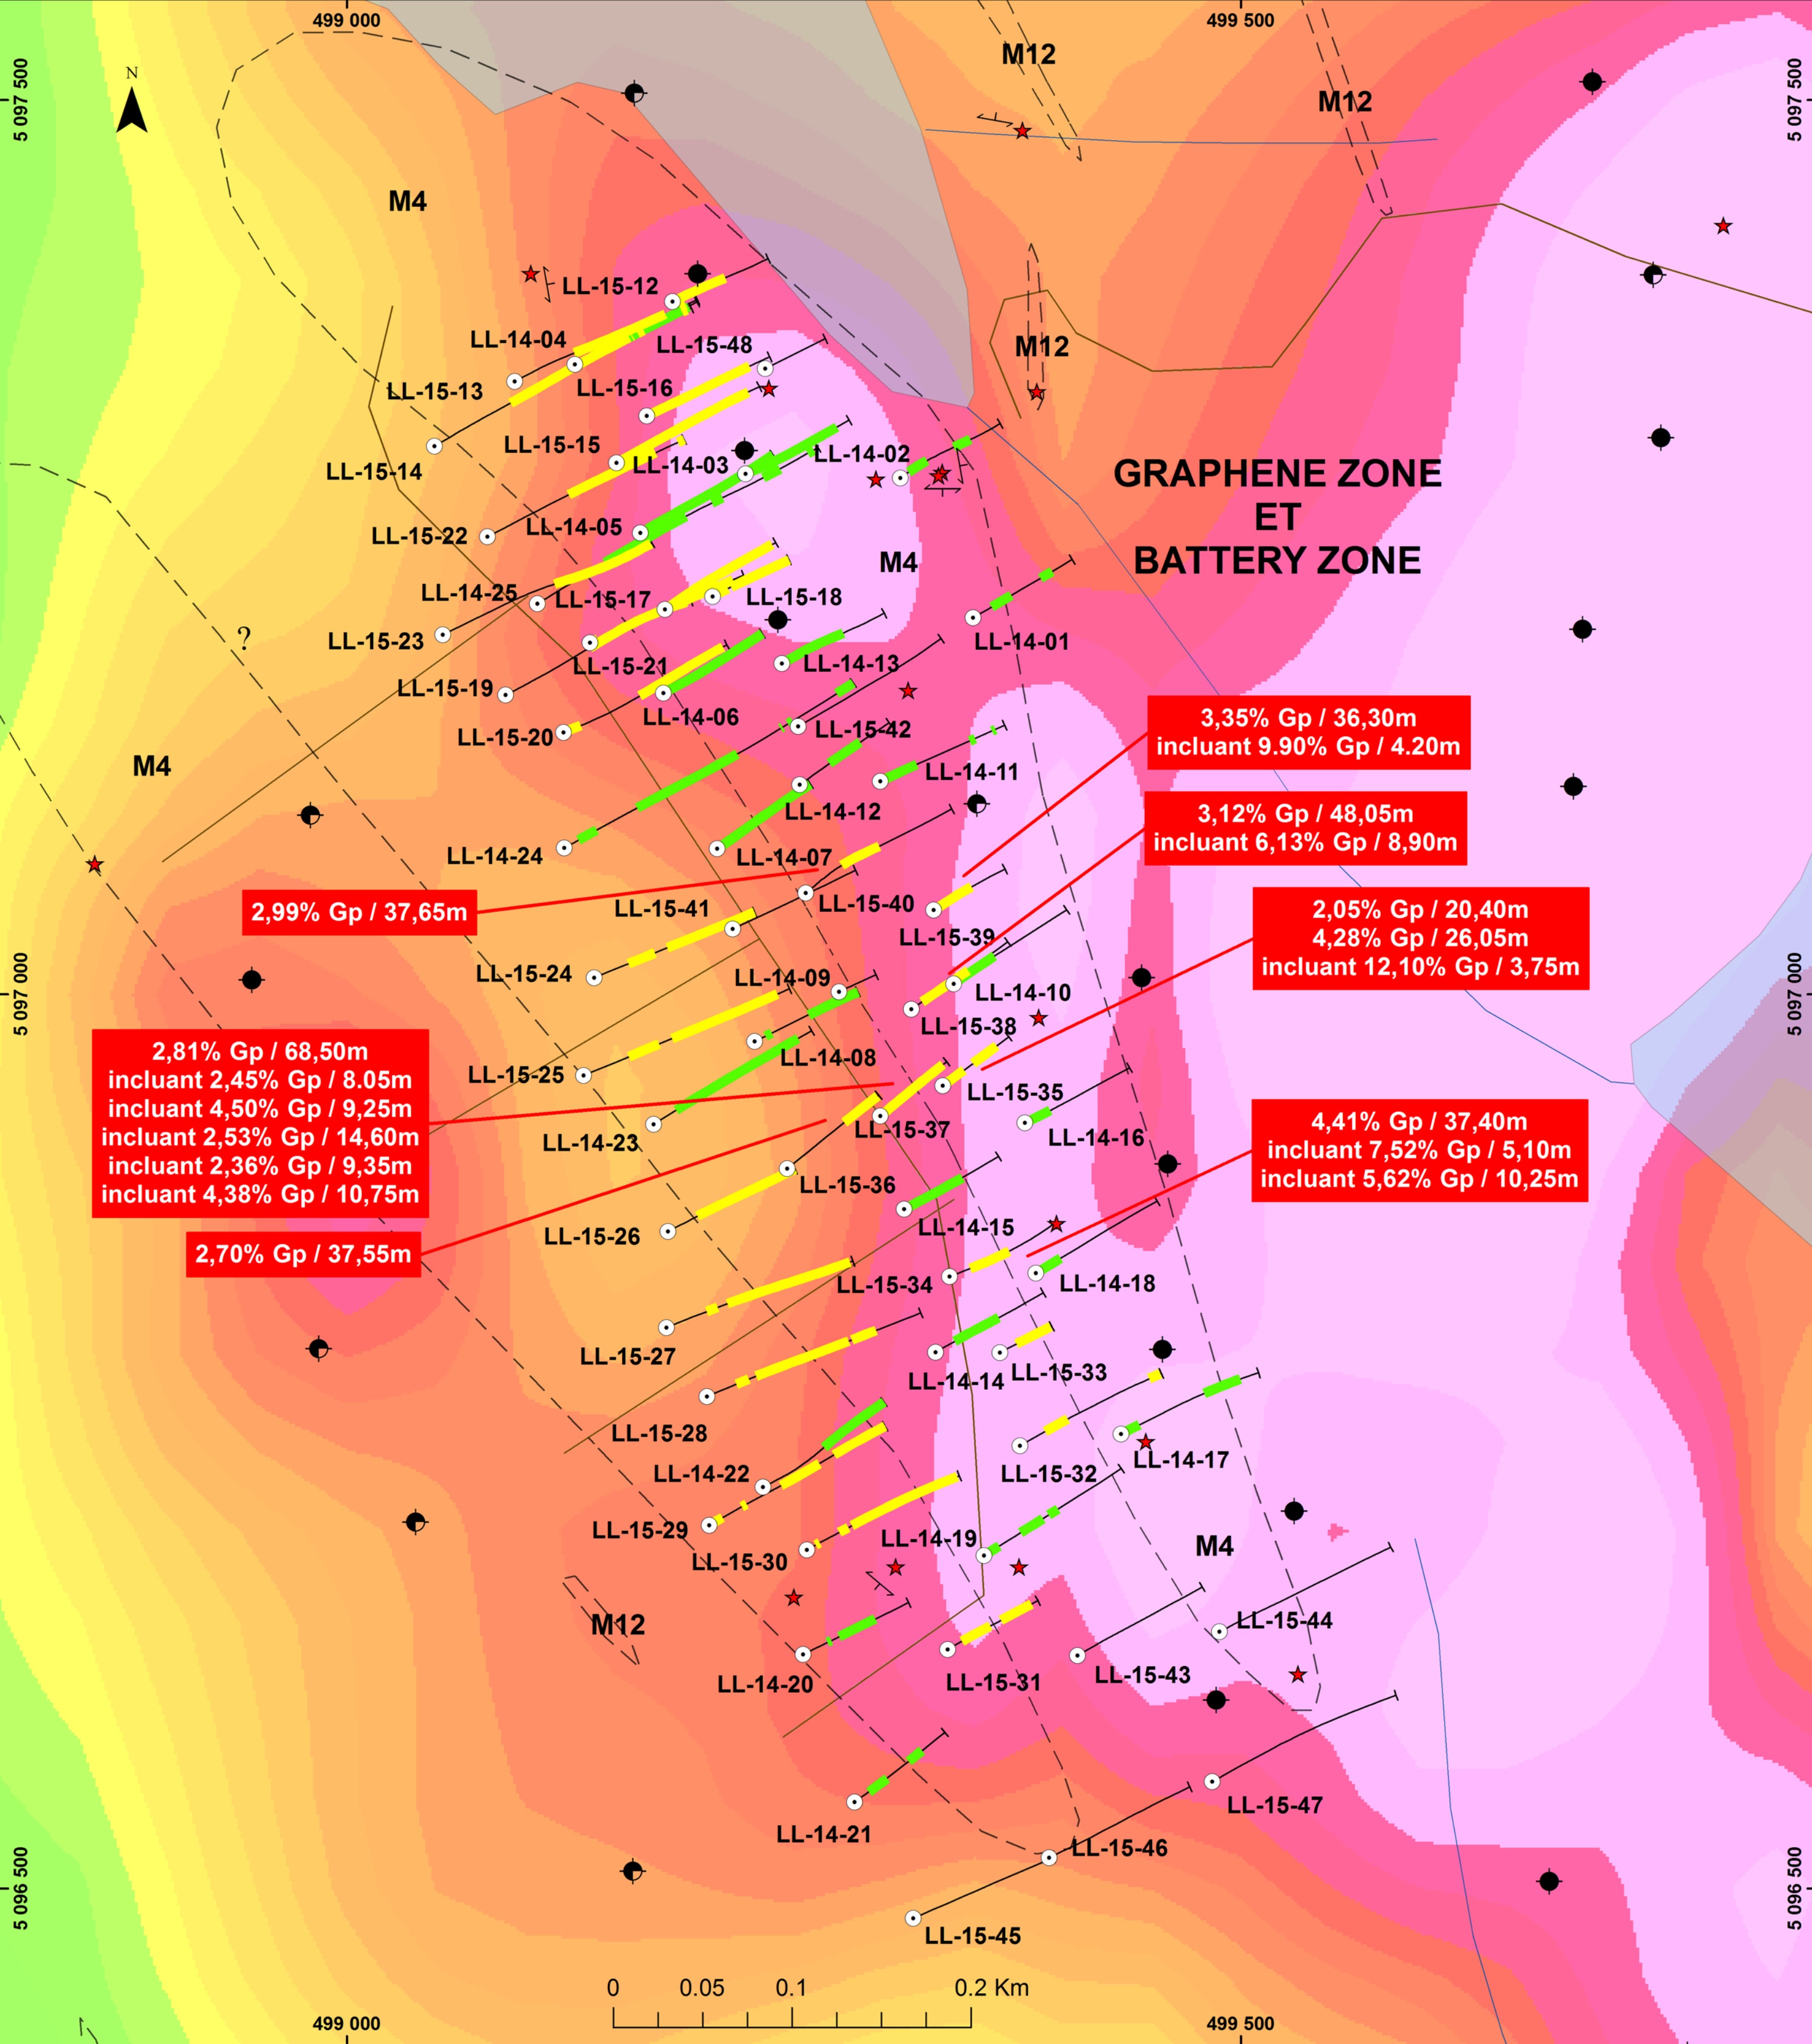 499 000
499 500
5 097 500
5 097 500
N
M12
M12
M4
LL-15-12
LL-14-04
LL-15-48
M12
LL-15-13
LL-15-16
LL-15-15
LL-14-03
LL-14-02
LL-15-14
GRAPHENE ZONE
ET
BATTERY ZONE
LL-15-22
LL-14-05
M4
LL-14-25
LL-15-17
LL-15-18
LL-15-23
?
LL-14-01
LL-15-21
LL-14-13
LL-15-19
LL-14-06
LL-15-20
LL-15-42
3,35% Gp / 36,30m
incluant 9.90% Gp / 4.20m
M4
LL-14-11
LL-14-12
3,12% Gp / 48,05m
incluant 6,13% Gp / 8,90m
LL-14-24
LL-14-07
2,99% Gp / 37,65m
LL-15-41
LL-15-40
2,05% Gp / 20,40m
4,28% Gp / 26,05m
incluant 12,10% Gp / 3,75m
LL-15-39
LL-15-24
LL-14-09
LL-14-10
5 097 000
5 097 000
LL-15-38
2,81% Gp / 68,50m
incluant 2,45% Gp / 8.05m
incluant 4,50% Gp / 9,25m
incluant 2,53% Gp / 14,60m
incluant 2,36% Gp / 9,35m
incluant 4,38% Gp / 10,75m
LL-14-08
LL-15-25
LL-15-35
LL-14-23
LL-15-37
LL-14-16
4,41% Gp / 37,40m
incluant 7,52% Gp / 5,10m
incluant 5,62% Gp / 10,25m
LL-15-36
LL-14-15
LL-15-26
2,70% Gp / 37,55m
LL-15-34
LL-14-18
LL-15-27
LL-14-14
LL-15-33
LL-15-28
LL-14-22
LL-15-32
LL-14-17
LL-15-29
LL-14-19
LL-15-30
M4
M12
LL-15-44
LL-14-20
LL-15-31
LL-15-43
LL-14-21
LL-15-47
LL-15-46
5 096 500
5 096 500
LL-15-45
0
0.05
0.1
0.2 Km
499 000
499 500